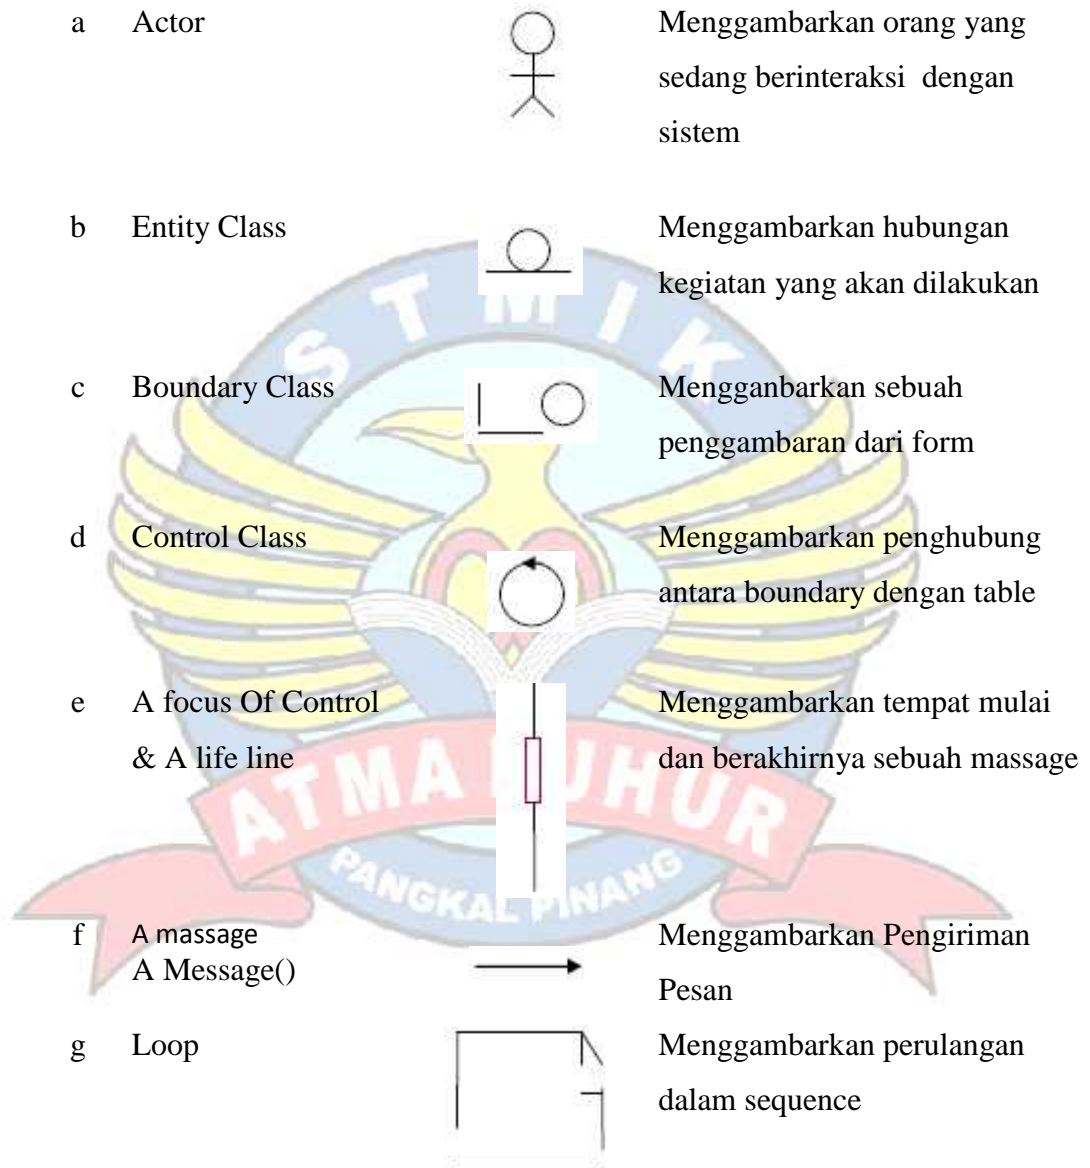 a Actor Menggambarkan orang yang
sedang berinteraksi dengan
sistem
b Entity Class Menggambarkan hubungan
kegiatan yang akan dilakukan
c Boundary Class Mengganbarkan sebuah
penggambaran dari form
d Control Class Menggambarkan penghubung
antara boundary dengan table
e A focus Of Control Menggambarkan tempat mulai
& A life line dan berakhirnya sebuah massage
f A massage Menggambarkan Pengiriman
A Message() Pesan
g Loop Menggambarkan perulangan
dalam sequence
STMIK
ATMA LUHUR
PANGKAL PINANG